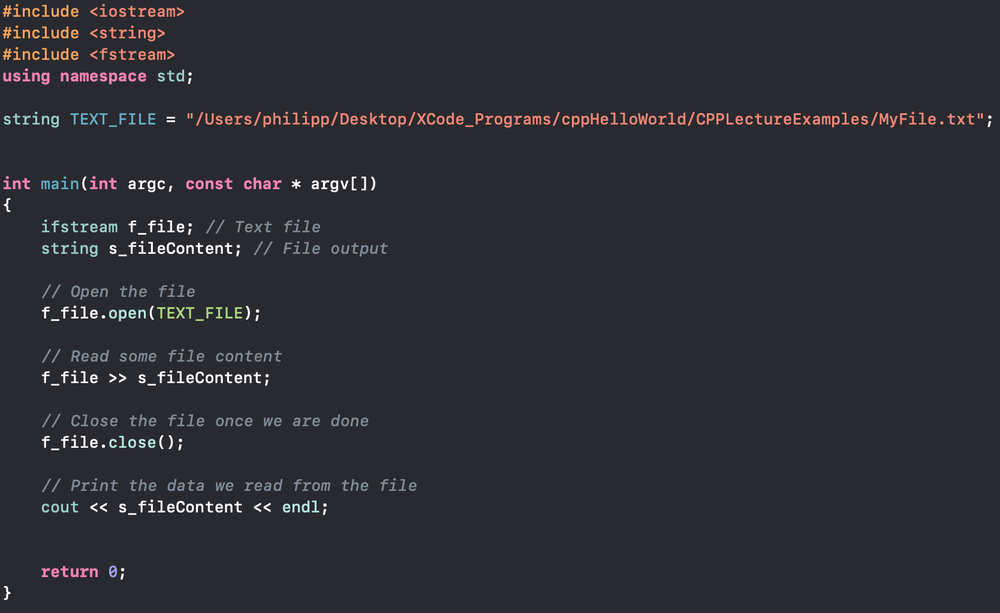 #include <iostream>
#include <string>
#include <fstream>
using namespace std;
string TEXT_FILE = "/Users/philipp/Desktop/XCode_Programs/cppHelloWorld/CPPLectureExamples/MyFile.txt";
int main(int argc, const char * argv[])
{
    ifstream f_file; // Text file
    string s_fileContent; // File output
    // Open the file
    f_file.open(TEXT_FILE);
    // Read some file content
    f_file >> s_fileContent;
    // Close the file once we are done
    f_file.close();
    // Print the data we read from the file
    cout << s_fileContent << endl;
    return 0;
}